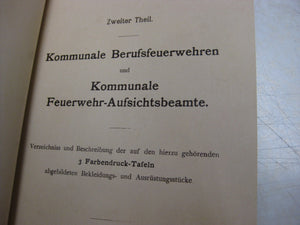 Zweiter Theil.
Kommunale Berufsfeuerwehren
und
Kommunale
Feuerwehr-Aufsichtsbeamte.
Verzeichniss und Beschreibung der auf den hierzu gehörenden
3 Farbendruck-Tafeln
abgebildeten Bekleidungs- und Ausrüstungsstücke